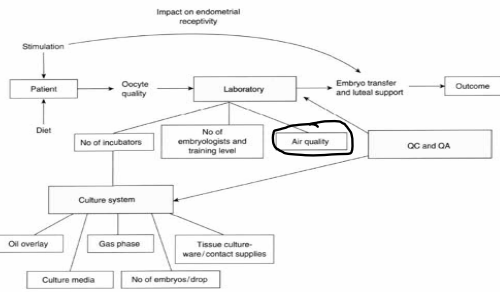 Impact on endometrial
receptivity
Stimulation
Patient
Oocyte
quality
Laboratory
Embryo transfer
and luteal support
Outcome
Diet
No of incubators
No of
embryologists and
training level
Air quality
QC and QA
Culture system
Oil overlay
Gas phase
Tissue culture-
ware/contact supplies
Culture media
No of embryos/drop